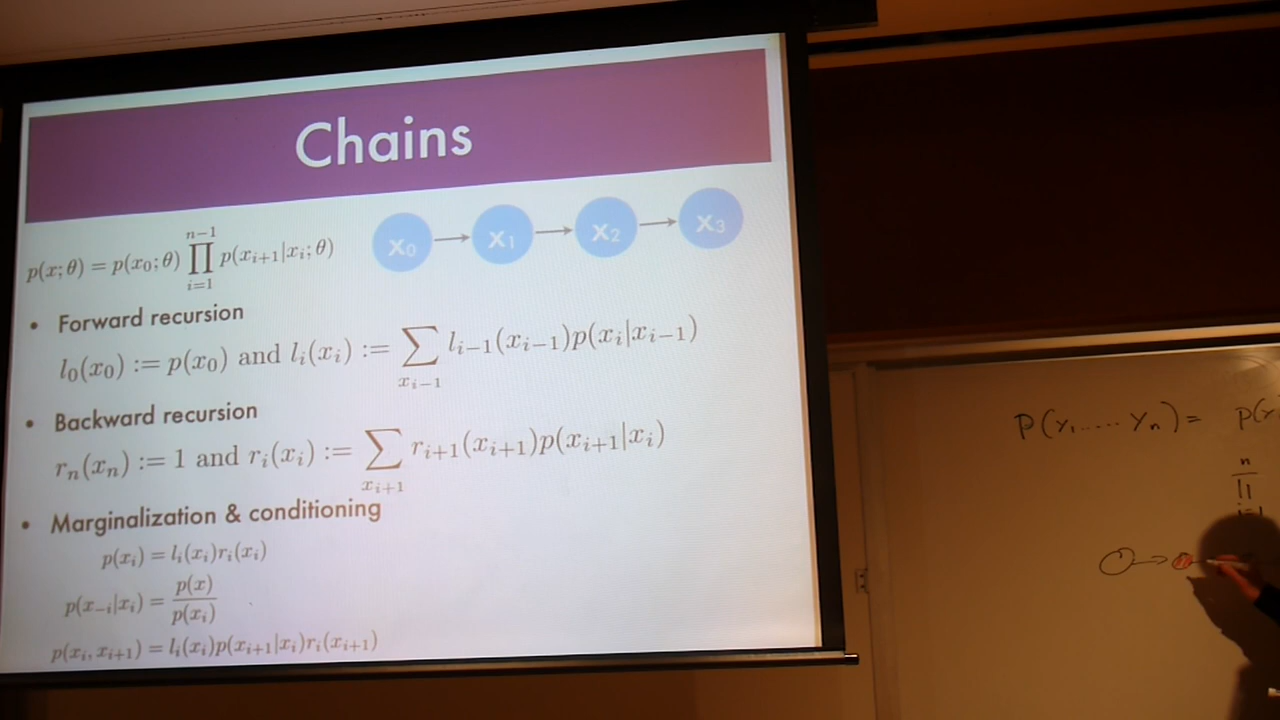 Chains
p(x; θ) = p(x₀; θ) ∏_{i=1}^{n−1} p(x_{i+1}|x_i; θ)
x₀ → x₁ → x₂ → x₃
• Forward recursion
l₀(x₀) := p(x₀) and l_i(x_i) := ∑_{x_{i−1}} l_{i−1}(x_{i−1})p(x_i|x_{i−1})
• Backward recursion
r_n(x_n) := 1 and r_i(x_i) := ∑_{x_{i+1}} r_{i+1}(x_{i+1})p(x_{i+1}|x_i)
• Marginalization & conditioning
p(x_i) = l_i(x_i)r_i(x_i)
p(x_{−i}|x_i) = p(x) / p(x_i)
p(x_i, x_{i+1}) = l_i(x_i)p(x_{i+1}|x_i)r_i(x_{i+1})
P(Y₁, ..... Y_n) = P(
n
∏
i=1